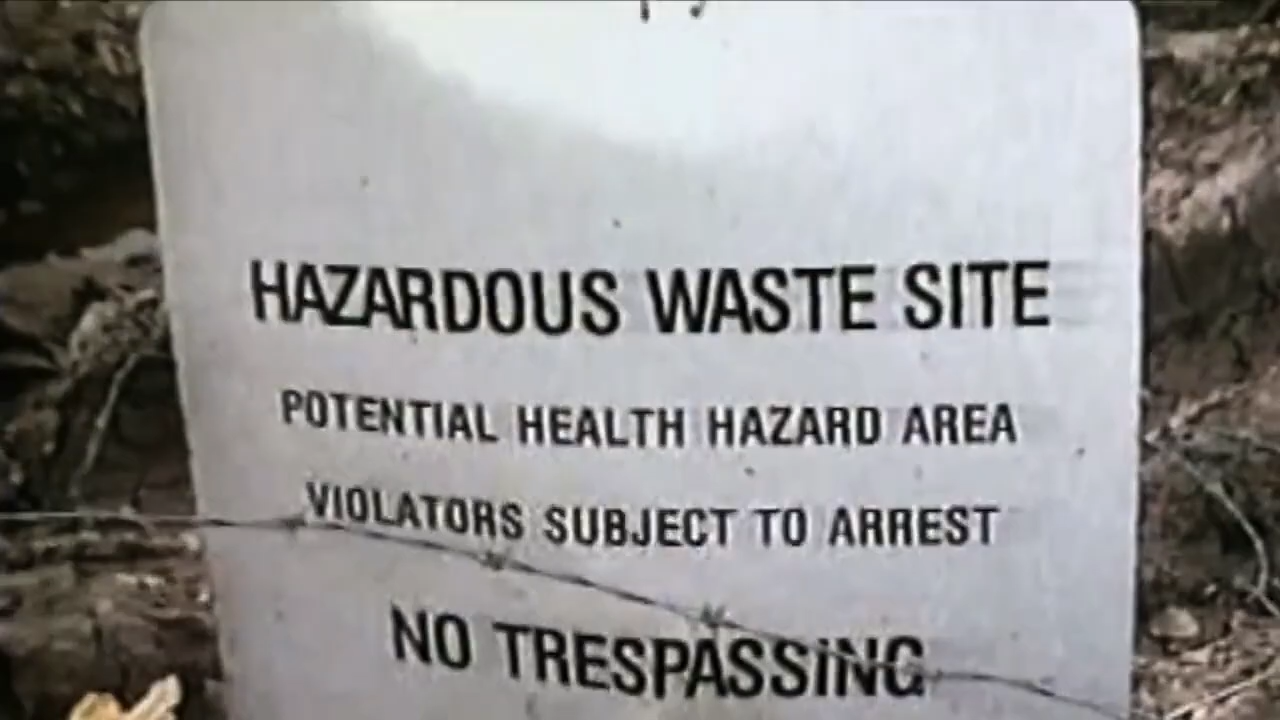 HAZARDOUS WASTE SITE
POTENTIAL HEALTH HAZARD AREA
VIOLATORS SUBJECT TO ARREST
NO TRESPASSING